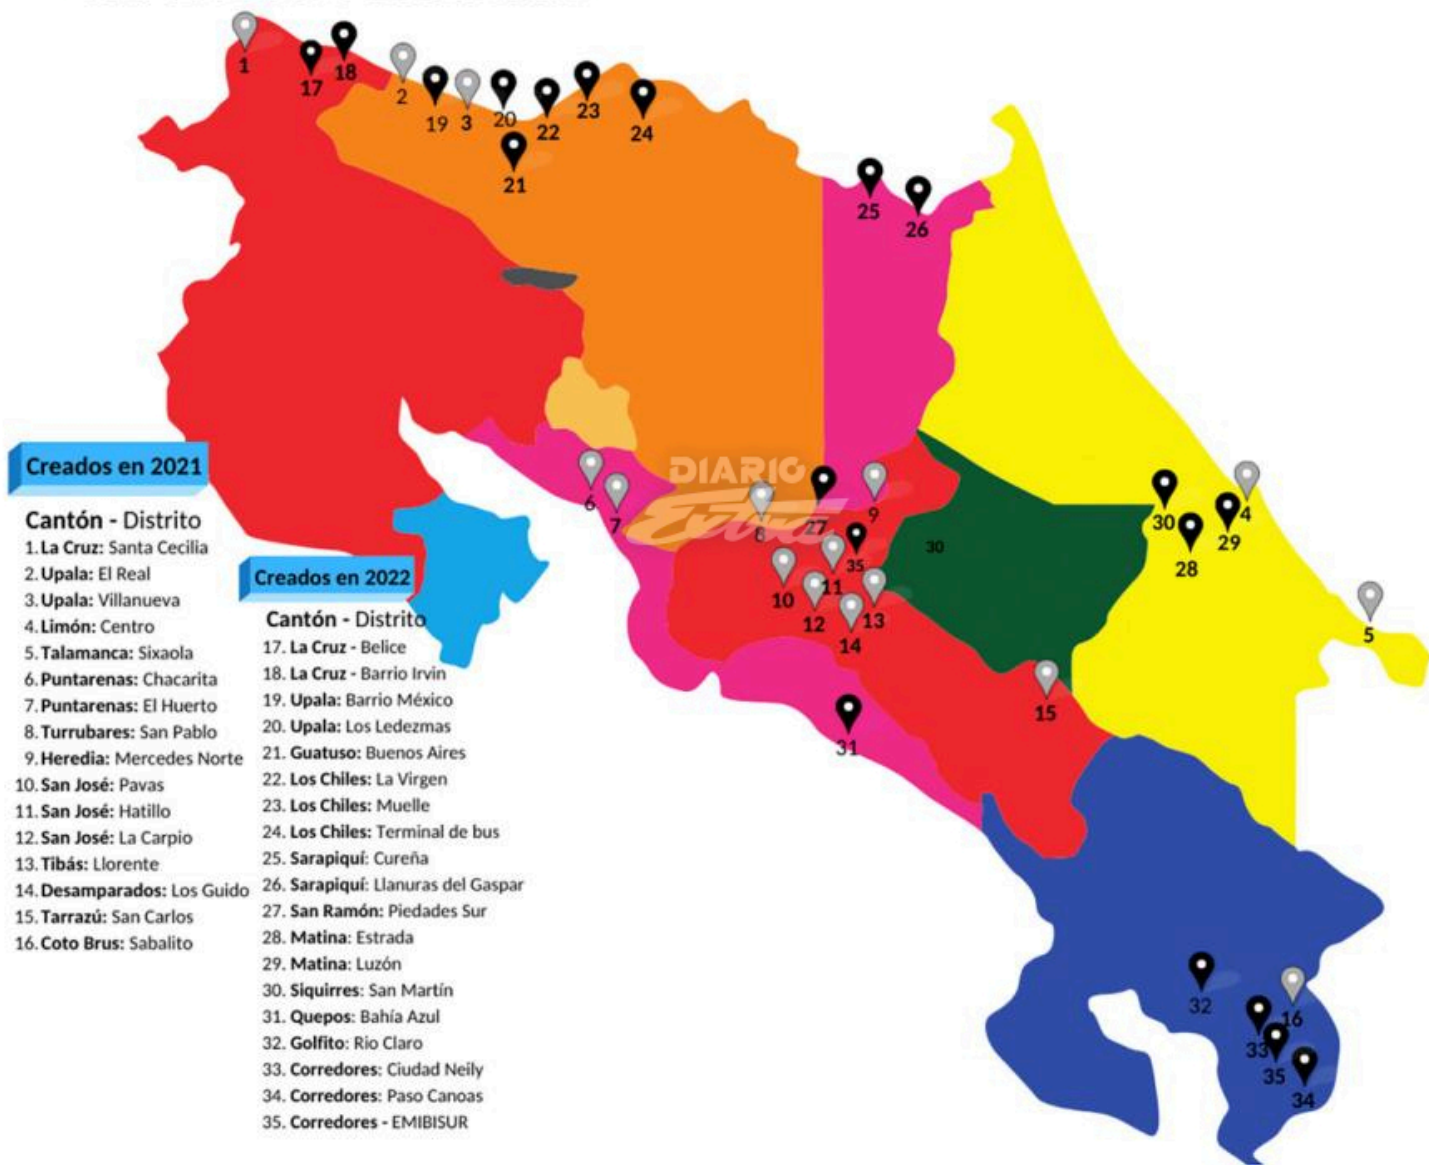 1
17
18
2
19
3
20
22
23
24
21
25
26
DIARIO
Extra
6
7
8
27
9
30
4
30
29
28
35
11
10
12
13
14
5
15
31
32
16
33
35
34
Creados en 2021
Cantón - Distrito
1. La Cruz: Santa Cecilia
2. Upala: El Real
3. Upala: Villanueva
4. Limón: Centro
5. Talamanca: Sixaola
6. Puntarenas: Chacarita
7. Puntarenas: El Huerto
8. Turrubares: San Pablo
9. Heredia: Mercedes Norte
10. San José: Pavas
11. San José: Hatillo
12. San José: La Carpio
13. Tibás: Llorente
14. Desamparados: Los Guido
15. Tarrazú: San Carlos
16. Coto Brus: Sabalito
Creados en 2022
Cantón - Distrito
17. La Cruz - Belice
18. La Cruz - Barrio Irvin
19. Upala: Barrio México
20. Upala: Los Ledezmas
21. Guatuso: Buenos Aires
22. Los Chiles: La Virgen
23. Los Chiles: Muelle
24. Los Chiles: Terminal de bus
25. Sarapiquí: Cureña
26. Sarapiquí: Llanuras del Gaspar
27. San Ramón: Piedades Sur
28. Matina: Estrada
29. Matina: Luzón
30. Siquirres: San Martín
31. Quepos: Bahía Azul
32. Golfito: Rio Claro
33. Corredores: Ciudad Neily
34. Corredores: Paso Canoas
35. Corredores - EMIBISUR